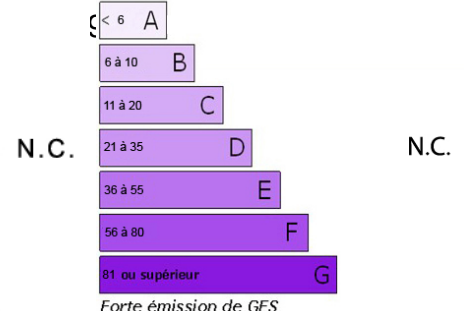 < 6 A
6 à 10 B
11 à 20 C
N.C. 21 à 35 D N.C.
36 à 55 E
56 à 80 F
81 ou supérieur G
Forte émission de GES